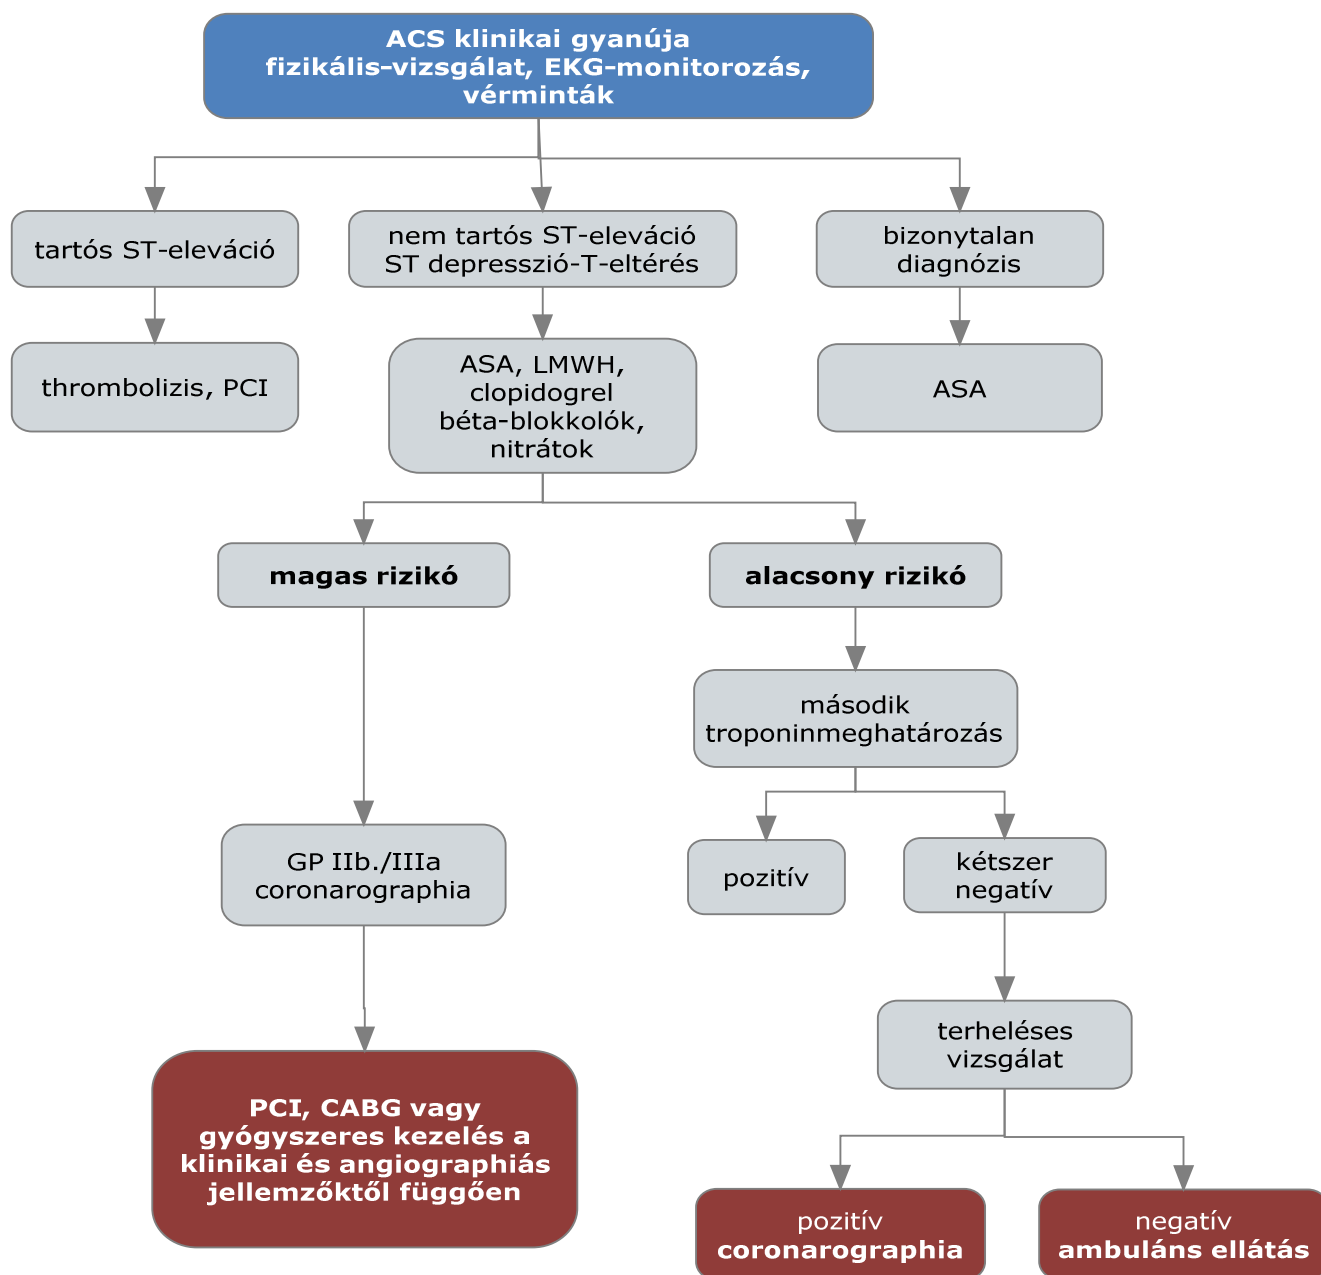 ACS klinikai gyanúja
fizikális-vizsgálat, EKG-monitorozás,
vérminták
tartós ST-eleváció
nem tartós ST-eleváció
ST depresszió-T-eltérés
bizonytalan
diagnózis
thrombolizis, PCI
ASA, LMWH,
clopidogrel
béta-blokkolók,
nitrátok
ASA
magas rizikó
alacsony rizikó
második
troponinmeghatározás
GP IIb./IIIa
coronarographia
pozitív
kétszer
negatív
terheléses
vizsgálat
PCI, CABG vagy
gyógyszeres kezelés a
klinikai és angiographiás
jellemzőktől függően
pozitív
coronarographia
negatív
ambuláns ellátás